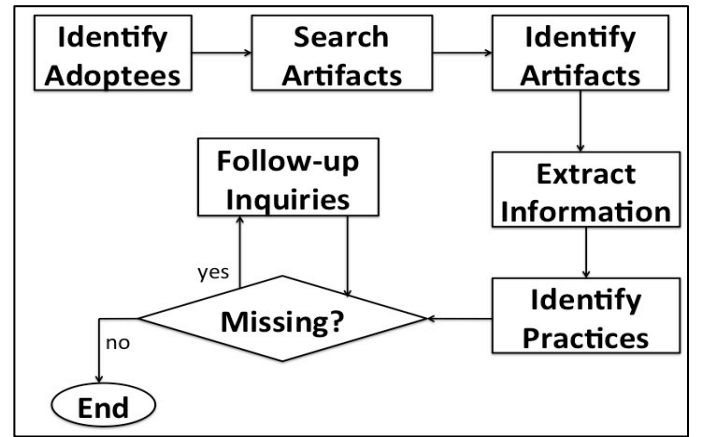 Identify
Adoptees
Search
Artifacts
Identify
Artifacts
Extract
Information
Identify
Practices
Missing?
yes
Follow-up
Inquiries
no
End